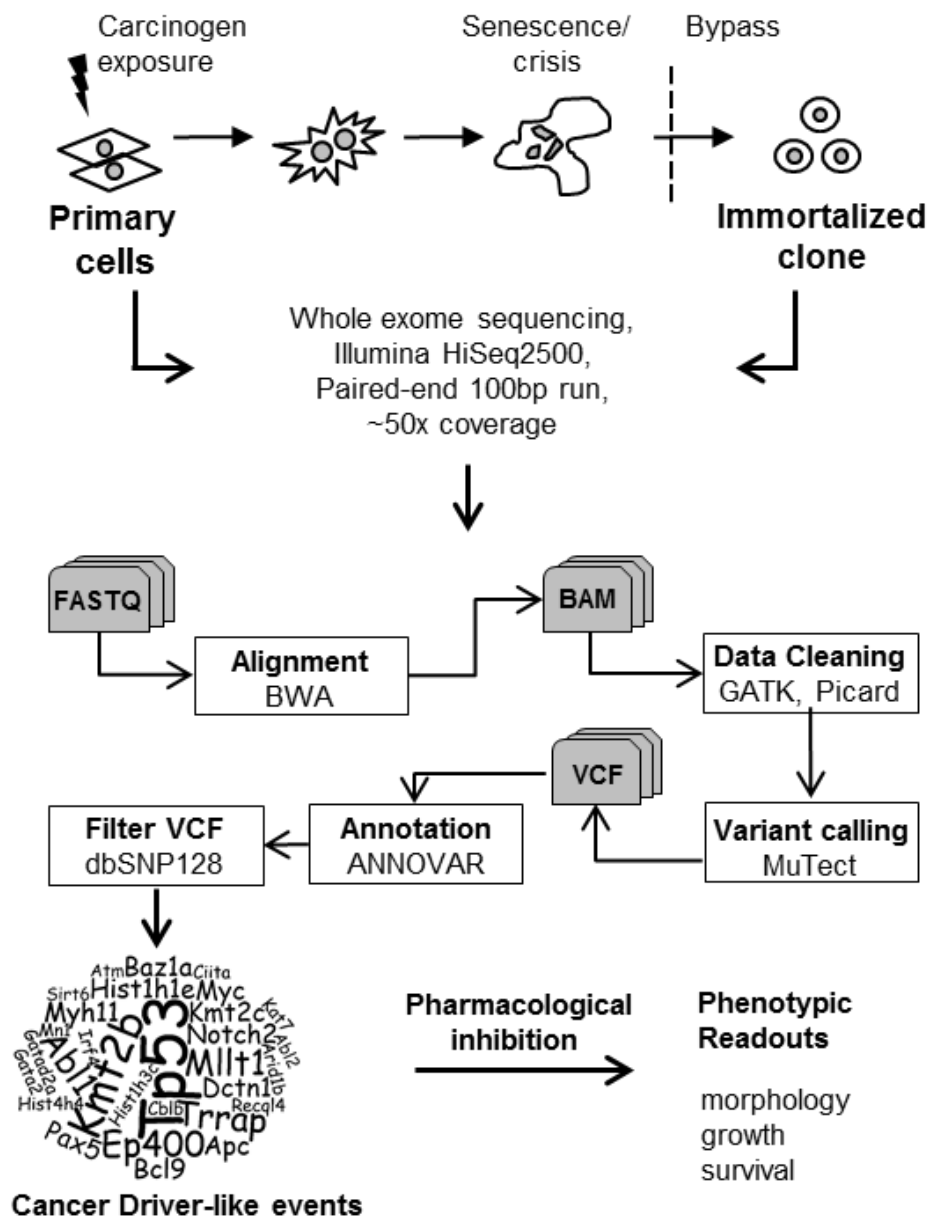 Carcinogen
exposure
Senescence/
crisis
Bypass
Primary
cells
Immortalized
clone
Whole exome sequencing,
Illumina HiSeq2500,
Paired-end 100bp run,
~50x coverage
FASTQ
Alignment
BWA
BAM
Data Cleaning
GATK, Picard
VCF
Variant calling
MuTect
Annotation
ANNOVAR
Filter VCF
dbSNP128
Atm
Baz1a
Ciita
Sirt6
Hist1h1e
Myc
Myh11
Kmt2c
Kat7
Mn1
Irf4
Kmt2b
Tp53
Notch2
Abl2
Gatad2a
Abl1
Mllt1
Arid1b
Gata2
Hist1h3c
Dctn1
Hist4h4
Cblb
Trrap
Recql4
Pax5
Ep400
Apc
Bcl9
Cancer Driver-like events
Pharmacological
inhibition
Phenotypic
Readouts
morphology
growth
survival